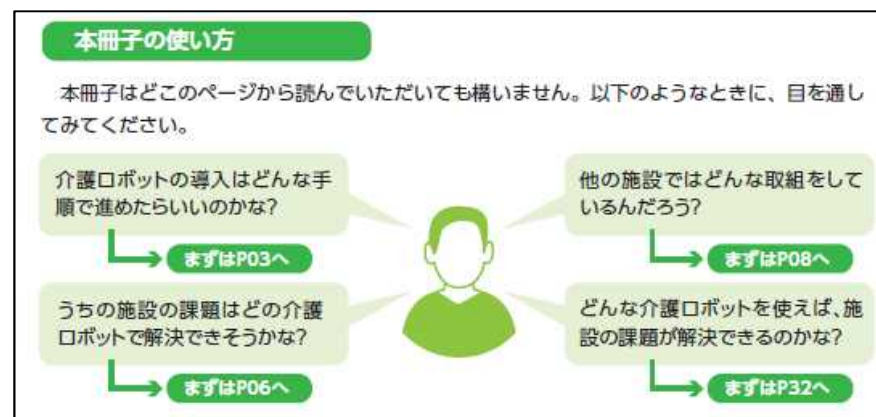 本冊子の使い方
本冊子はどこのページから読んでいただいても構いません。以下のようなときに、目を通し
てみてください。
介護ロボットの導入はどんな手
順で進めたらいいのかな?
まずはP03へ
他の施設ではどんな取組をして
いるんだろう?
まずはP08へ
うちの施設の課題はどの介護
ロボットで解決できそうかな?
まずはP06へ
どんな介護ロボットを使えば、施
設の課題が解決できるのかな?
まずはP32へ